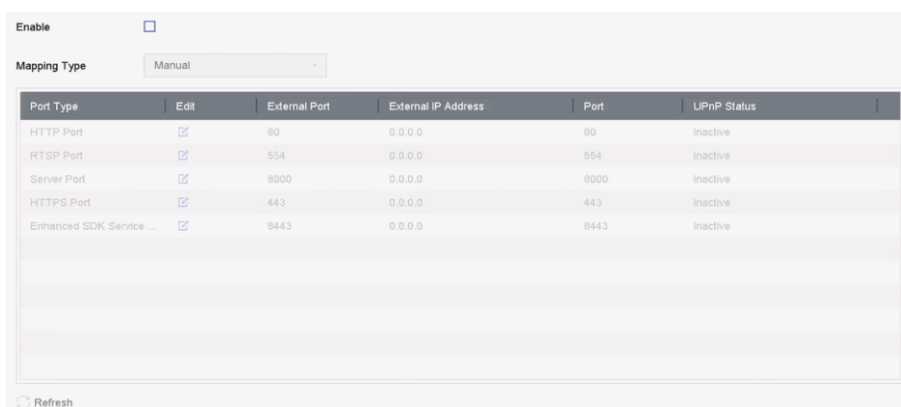 Enable
Mapping Type Manual
Port Type Edit External Port External IP Address Port UPnP Status
HTTP Port 80 0.0.0.0 80 Inactive
RTSP Port 554 0.0.0.0 554 Inactive
Server Port 8000 0.0.0.0 8000 Inactive
HTTPS Port 443 0.0.0.0 443 Inactive
Enhanced SDK Service ... 8443 0.0.0.0 8443 Inactive
Refresh